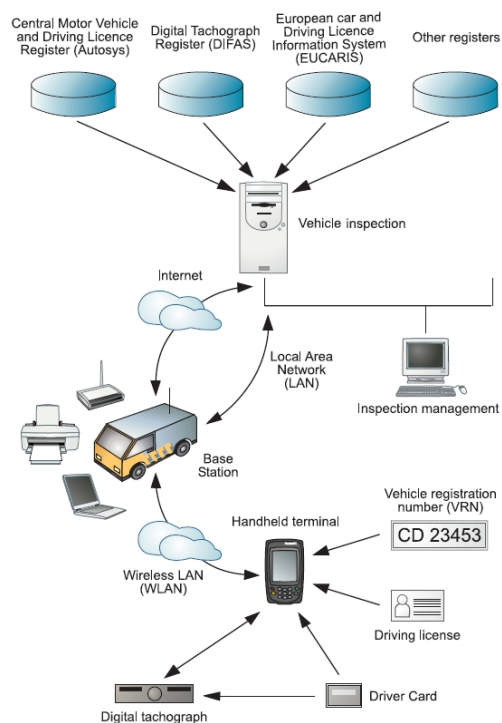 Central Motor Vehicle
and Driving Licence
Register (Autosys)
Digital Tachograph
Register (DIFAS)
European car and
Driving Licence
Information System
(EUCARIS)
Other registers
Vehicle inspection
Internet
Local Area
Network
(LAN)
Inspection management
Base
Station
Vehicle registration
number (VRN)
Handheld terminal
CD 23453
Wireless LAN
(WLAN)
Driving license
Driver Card
Digital tachograph